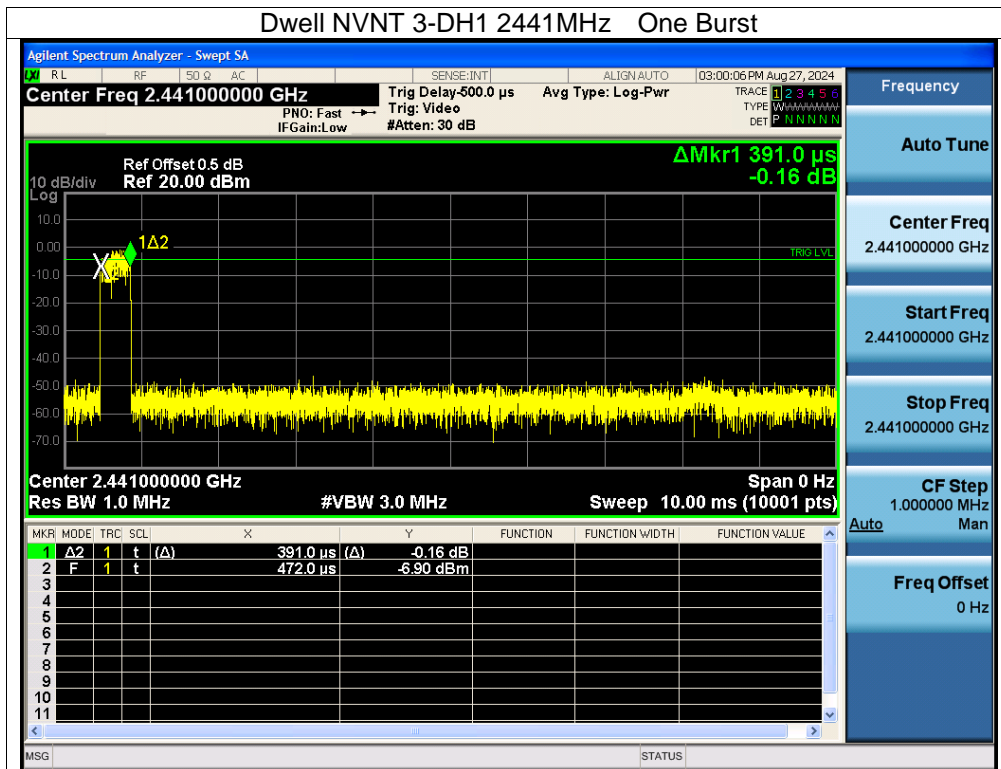 Dwell NVNT 3-DH1 2441MHz One Burst
Agilent Spectrum Analyzer - Swept SA
LXI RL RF 50 Ω AC SENSE:INT ALIGN AUTO 03:00:06 PM Aug 27, 2024
Center Freq 2.441000000 GHz Trig Delay-500.0 µs Avg Type: Log-Pwr TRACE 1 2 3 4 5 6
PNO: Fast Trig: Video TYPE WWWWWW
IFGain:Low #Atten: 30 dB DET P N N N N N
Ref Offset 0.5 dB ΔMkr1 391.0 µs
10 dB/div Ref 20.00 dBm -0.16 dB
Log
10.0
0.00 1Δ2
TRIG LVL
-10.0
-20.0
-30.0
-40.0
-50.0
-60.0
-70.0
Center 2.441000000 GHz Span 0 Hz
Res BW 1.0 MHz #VBW 3.0 MHz Sweep 10.00 ms (10001 pts)
MKR MODE TRC SCL X Y FUNCTION FUNCTION WIDTH FUNCTION VALUE
1 Δ2 1 t (Δ) 391.0 µs (Δ) -0.16 dB
2 F 1 t 472.0 µs -6.90 dBm
3
4
5
6
7
8
9
10
11
MSG STATUS
Frequency
Auto Tune
Center Freq
2.441000000 GHz
Start Freq
2.441000000 GHz
Stop Freq
2.441000000 GHz
CF Step
1.000000 MHz
Auto Man
Freq Offset
0 Hz